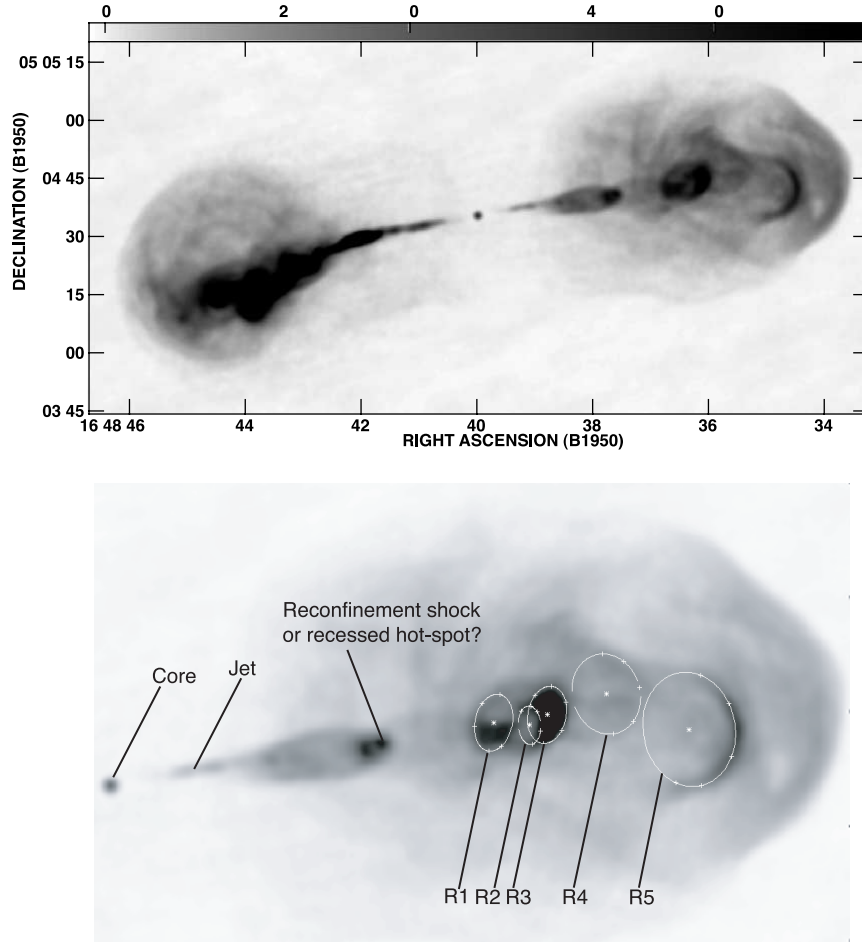 0 2 0 4 0
05 05 15
00
04 45
30
15
00
03 45
DECLINATION (B1950)
16 48 46 44 42 40 38 36 34
RIGHT ASCENSION (B1950)
Reconfinement shock
or recessed hot-spot?
Core
Jet
R1 R2 R3 R4 R5